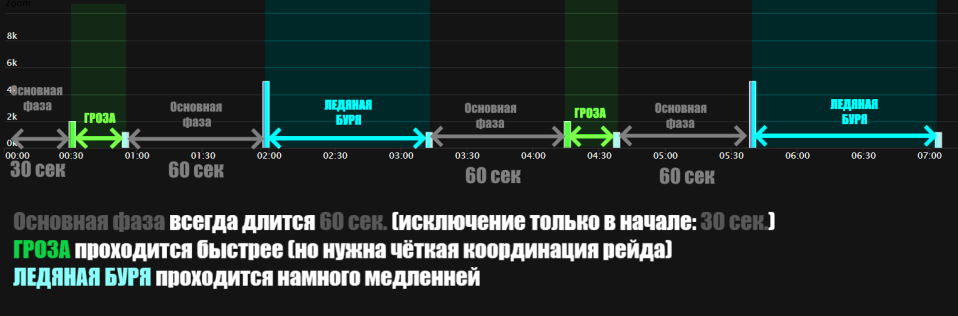 Zoom
8k
6k
4k
2k
0k
Основная
фаза
ГРОЗА
Основная
фаза
ЛЕДЯНАЯ
БУРЯ
Основная
фаза
ГРОЗА
Основная
фаза
ЛЕДЯНАЯ
БУРЯ
00:00 00:30 01:00 01:30 02:00 02:30 03:00 03:30 04:00 04:30 05:00 05:30 06:00 06:30 07:00
30 сек 60 сек 60 сек 60 сек
Основная фаза всегда длится 60 сек. (исключение только в начале: 30 сек.)
ГРОЗА проходится быстрее (но нужна чёткая координация рейда)
ЛЕДЯНАЯ БУРЯ проходится намного медленней